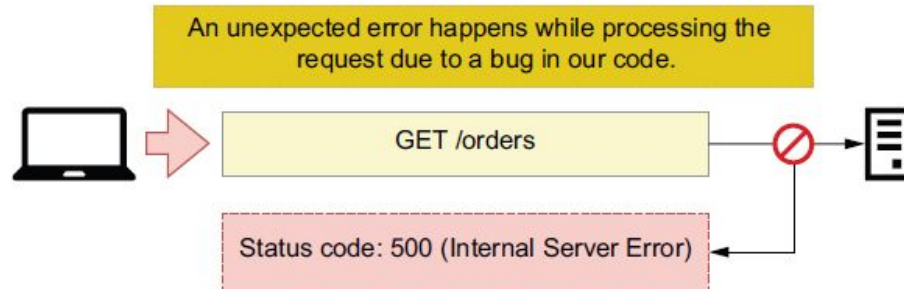 An unexpected error happens while processing the
request due to a bug in our code.
GET /orders
Status code: 500 (Internal Server Error)